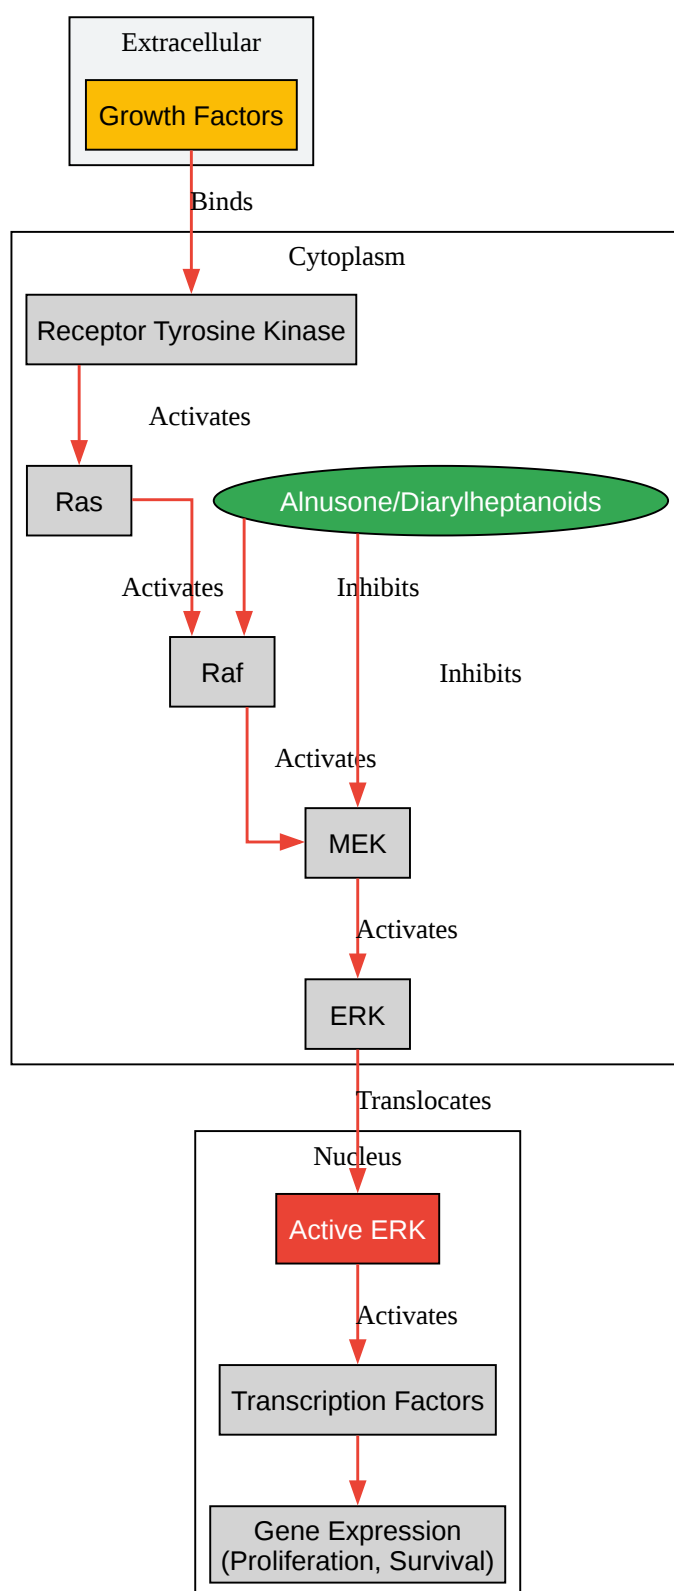 Extracellular
Growth Factors
Binds
Cytoplasm
Receptor Tyrosine Kinase
Activates
Ras
Alnusone/Diarylheptanoids
Activates
Inhibits
Raf
Inhibits
Activates
MEK
Activates
ERK
Translocates
Nucleus
Active ERK
Activates
Transcription Factors
Gene Expression
(Proliferation, Survival)